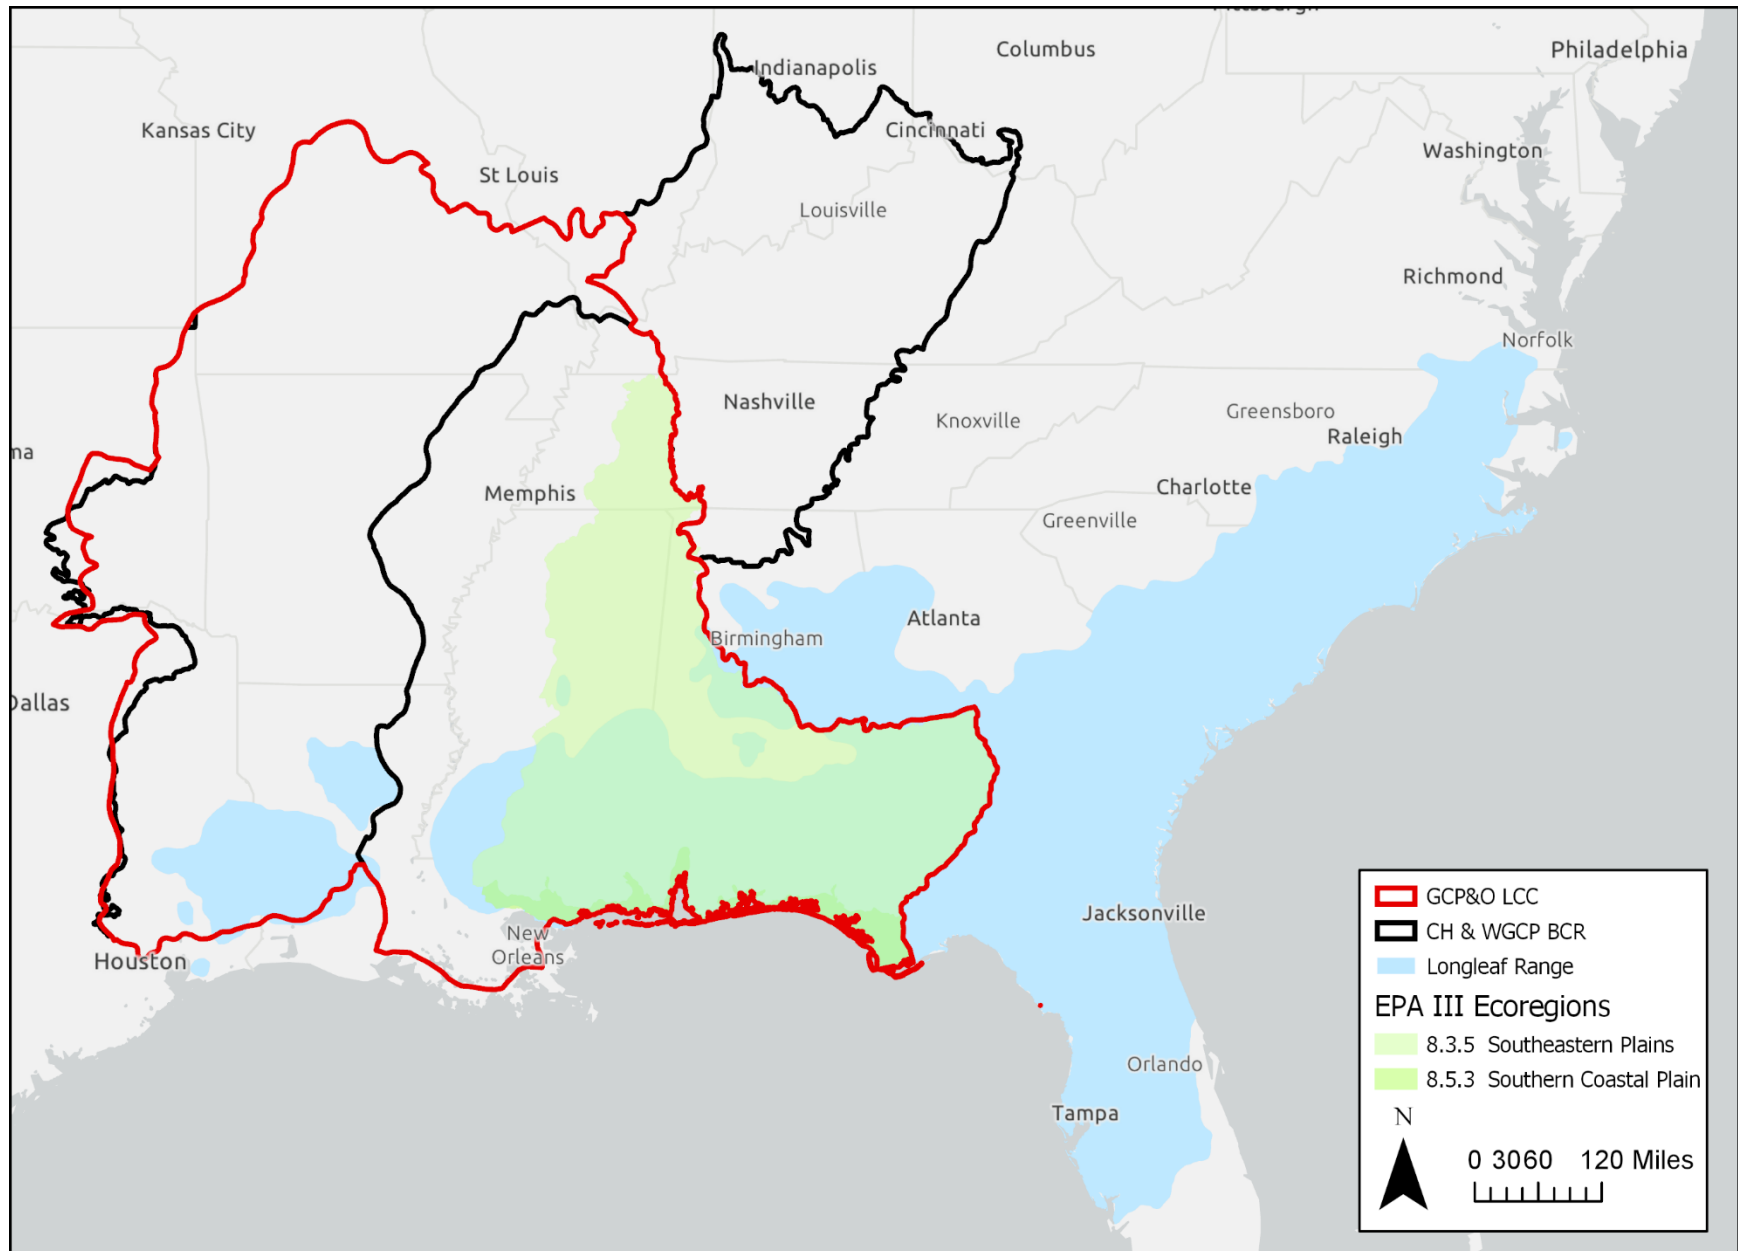 Columbus
Philadelphia
Indianapolis
Kansas City
Cincinnati
Washington
St Louis
Louisville
Richmond
Norfolk
Nashville
Knoxville
Greensboro
Raleigh
ma
Memphis
Charlotte
Greenville
Atlanta
Birmingham
Dallas
Jacksonville
New
Orleans
Houston
Orlando
Tampa
GCP&O LCC
CH & WGCP BCR
Longleaf Range
EPA III Ecoregions
8.3.5 Southeastern Plains
8.5.3 Southern Coastal Plain
N
0 3060 120 Miles